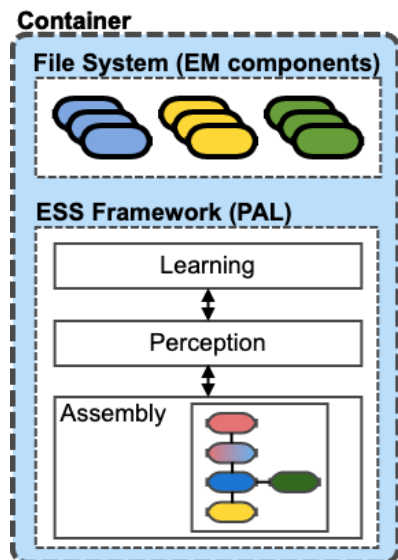 Container
File System (EM components)
ESS Framework (PAL)
Learning
Perception
Assembly